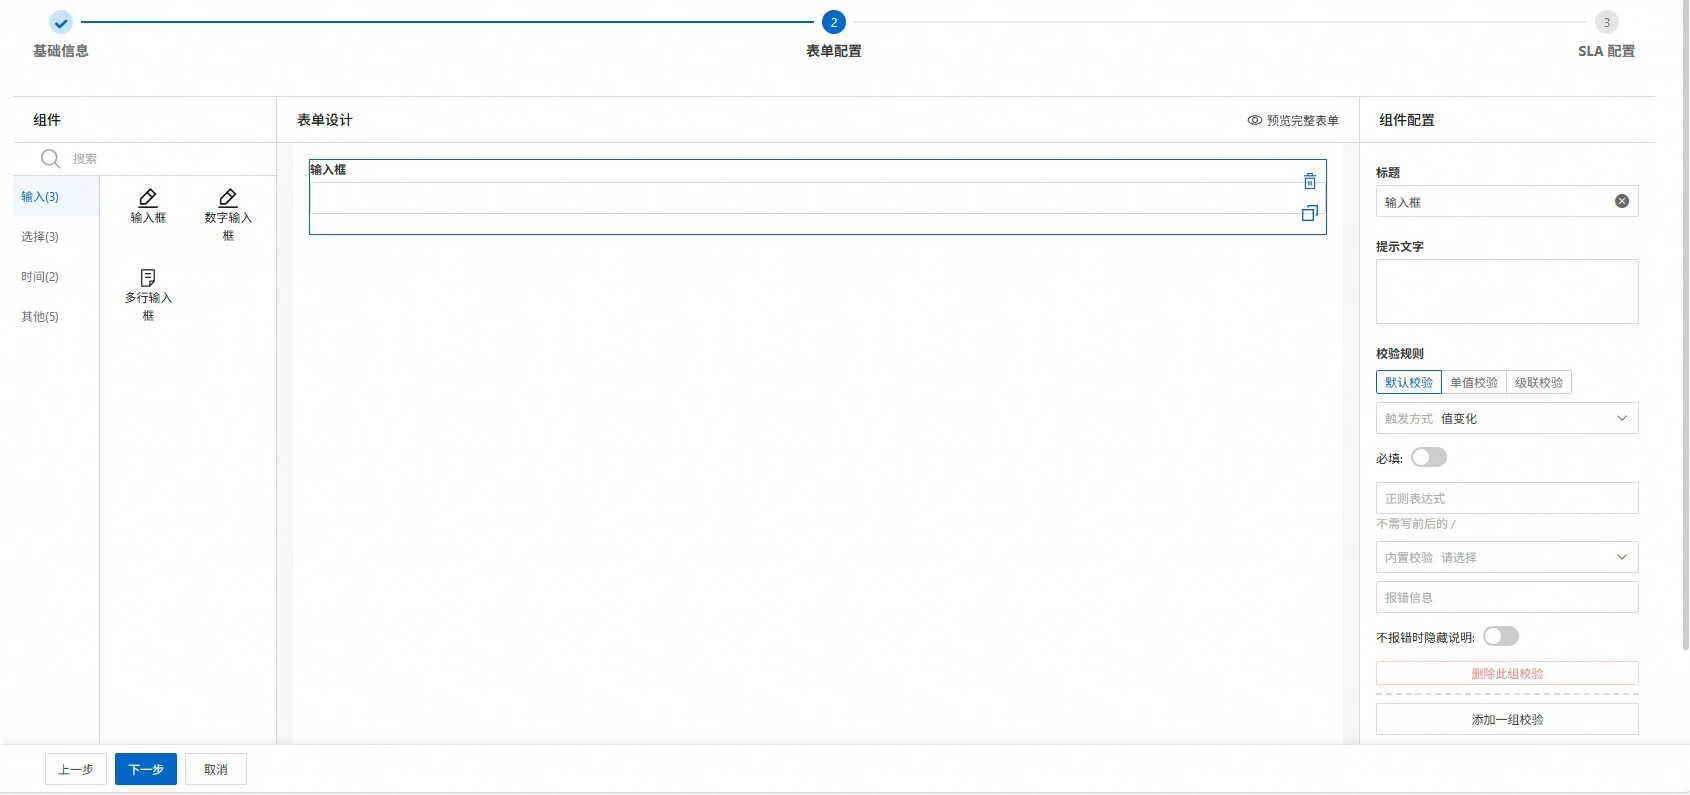 2
3
基础信息
表单配置
SLA 配置
组件
表单设计
预览完整表单
组件配置
搜索
输入(3)
选择(3)
时间(2)
其他(5)
输入框
数字输入
框
多行输入
框
输入框
标题
输入框
提示文字
校验规则
默认校验 单值校验 级联校验
触发方式 值变化
必填:
正则表达式
不需写前后的 /
内置校验 请选择
报错信息
不报错时隐藏说明:
删除此组校验
添加一组校验
上一步
下一步
取消